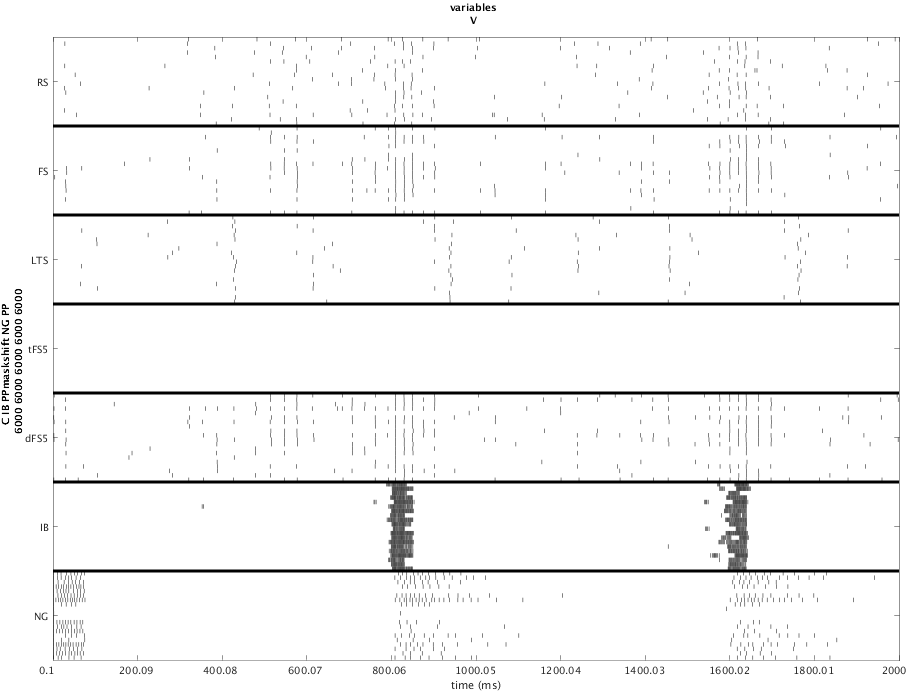 variables
V
RS
FS
LTS
tFS5
dFS5
IB
NG
C IB PPmaskshift NG PP
6000 6000 6000 6000 6000
0.1 200.09 400.08 600.07 800.06 1000.05 1200.04 1400.03 1600.02 1800.01 2000
time (ms)